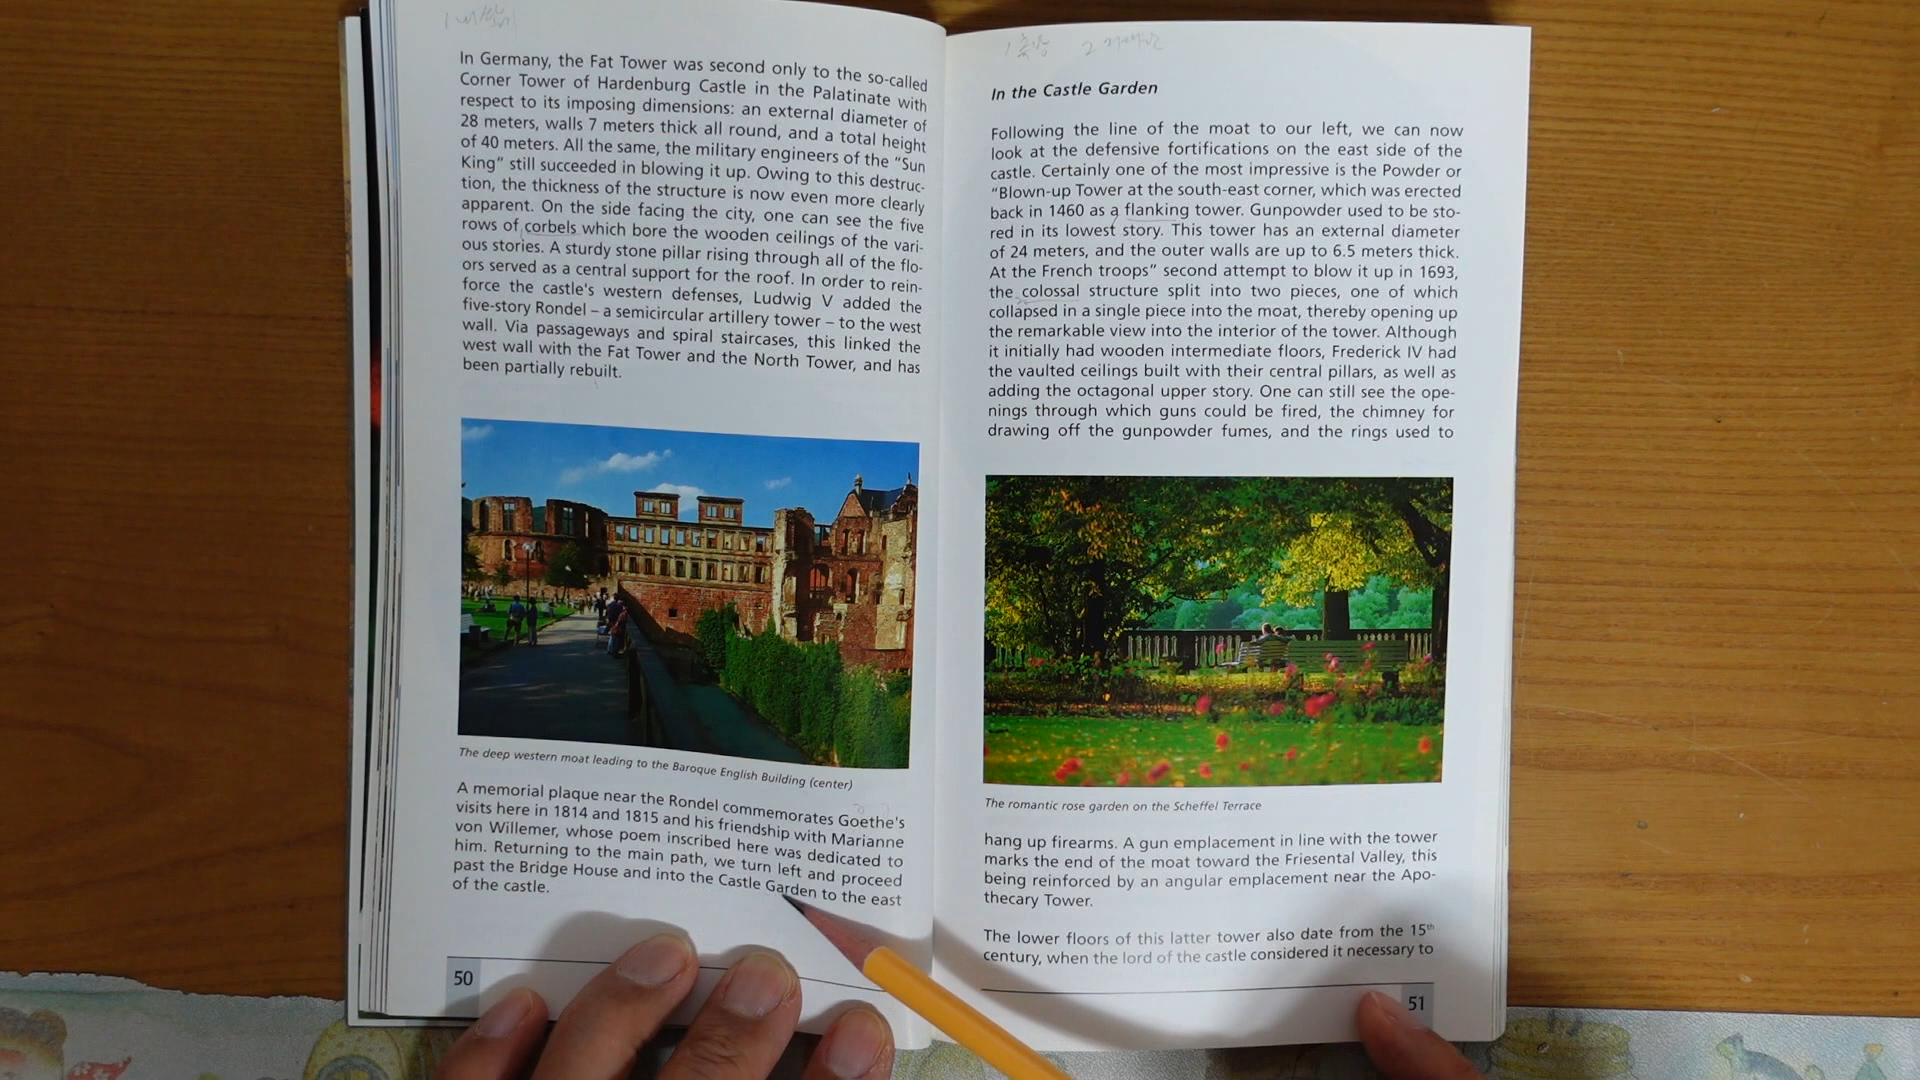 In Germany, the Fat Tower was second only to the so-called
Corner Tower of Hardenburg Castle in the Palatinate with
respect to its imposing dimensions: an external diameter of
28 meters, walls 7 meters thick all round, and a total height
of 40 meters. All the same, the military engineers of the "Sun
King" still succeeded in blowing it up. Owing to this destruc-
tion, the thickness of the structure is now even more clearly
apparent. On the side facing the city, one can see the five
rows of corbels which bore the wooden ceilings of the vari-
ous stories. A sturdy stone pillar rising through all of the flo-
ors served as a central support for the roof. In order to rein-
force the castle's western defenses, Ludwig V added the
five-story Rondel – a semicircular artillery tower – to the west
wall. Via passageways and spiral staircases, this linked the
west wall with the Fat Tower and the North Tower, and has
been partially rebuilt.
The deep western moat leading to the Baroque English Building (center)
A memorial plaque near the Rondel commemorates Goethe's
visits here in 1814 and 1815 and his friendship with Marianne
von Willemer, whose poem inscribed here was dedicated to
him. Returning to the main path, we turn left and proceed
past the Bridge House and into the Castle Garden to the east
of the castle.
50
In the Castle Garden
Following the line of the moat to our left, we can now
look at the defensive fortifications on the east side of the
castle. Certainly one of the most impressive is the Powder or
"Blown-up Tower at the south-east corner, which was erected
back in 1460 as a flanking tower. Gunpowder used to be sto-
red in its lowest story. This tower has an external diameter
of 24 meters, and the outer walls are up to 6.5 meters thick.
At the French troops" second attempt to blow it up in 1693,
the colossal structure split into two pieces, one of which
collapsed in a single piece into the moat, thereby opening up
the remarkable view into the interior of the tower. Although
it initially had wooden intermediate floors, Frederick IV had
the vaulted ceilings built with their central pillars, as well as
adding the octagonal upper story. One can still see the ope-
nings through which guns could be fired, the chimney for
drawing off the gunpowder fumes, and the rings used to
The romantic rose garden on the Scheffel Terrace
hang up firearms. A gun emplacement in line with the tower
marks the end of the moat toward the Friesental Valley, this
being reinforced by an angular emplacement near the Apo-
thecary Tower.
The lower floors of this latter tower also date from the 15th
century, when the lord of the castle considered it necessary to
51